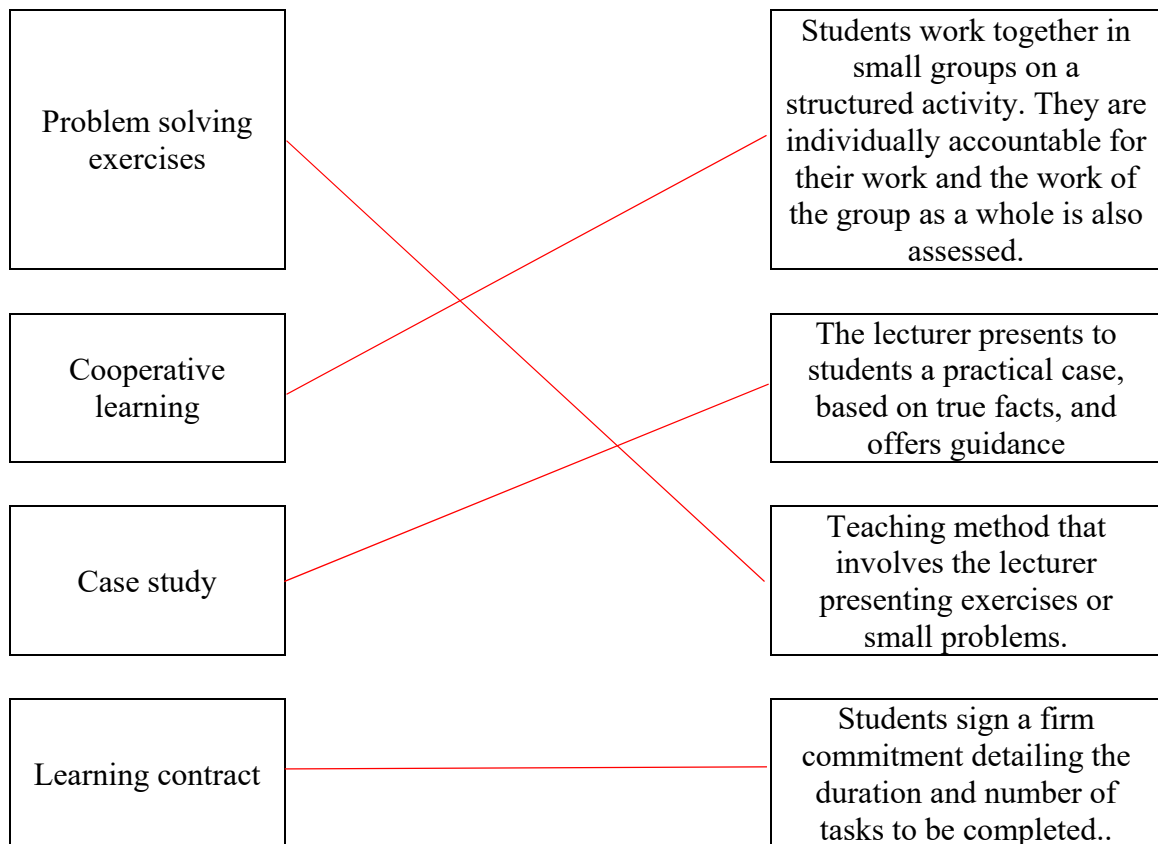 Problem solving
exercises
Students work together in
small groups on a
structured activity. They are
individually accountable for
their work and the work of
the group as a whole is also
assessed.
Cooperative
learning
The lecturer presents to
students a practical case,
based on true facts, and
offers guidance
Case study
Teaching method that
involves the lecturer
presenting exercises or
small problems.
Learning contract
Students sign a firm
commitment detailing the
duration and number of
tasks to be completed..